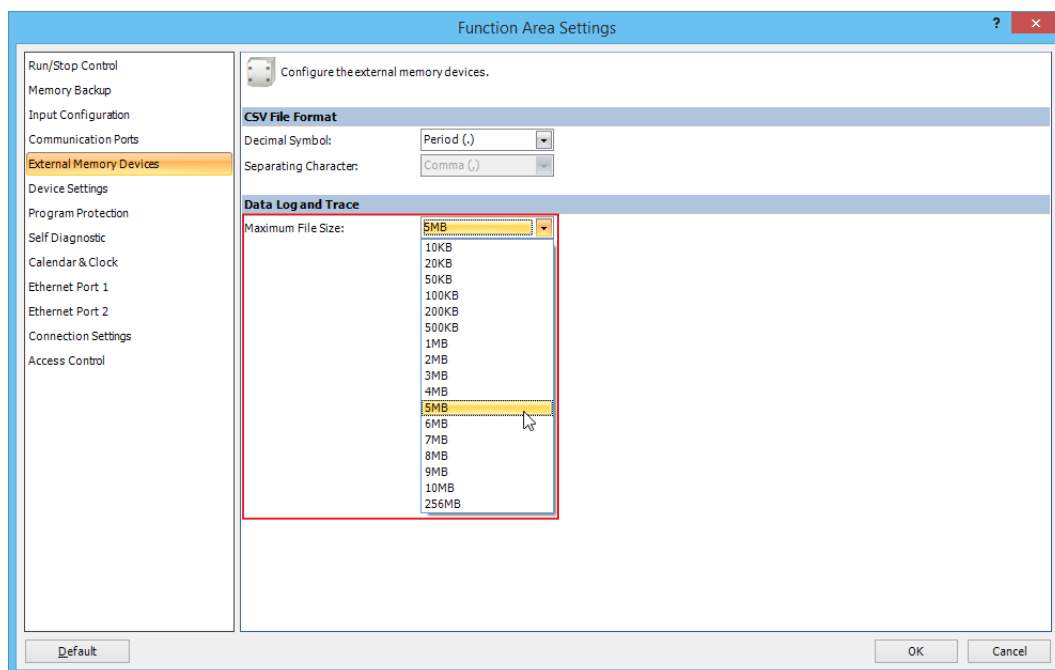 Function Area Settings
?
×
Run/Stop Control
Memory Backup
Input Configuration
Communication Ports
External Memory Devices
Device Settings
Program Protection
Self Diagnostic
Calendar & Clock
Ethernet Port 1
Ethernet Port 2
Connection Settings
Access Control
Configure the external memory devices.
CSV File Format
Decimal Symbol: Period (.)
Separating Character: Comma (,)
Data Log and Trace
Maximum File Size: 5MB
10KB
20KB
50KB
100KB
200KB
500KB
1MB
2MB
3MB
4MB
5MB
6MB
7MB
8MB
9MB
10MB
256MB
Default
OK
Cancel